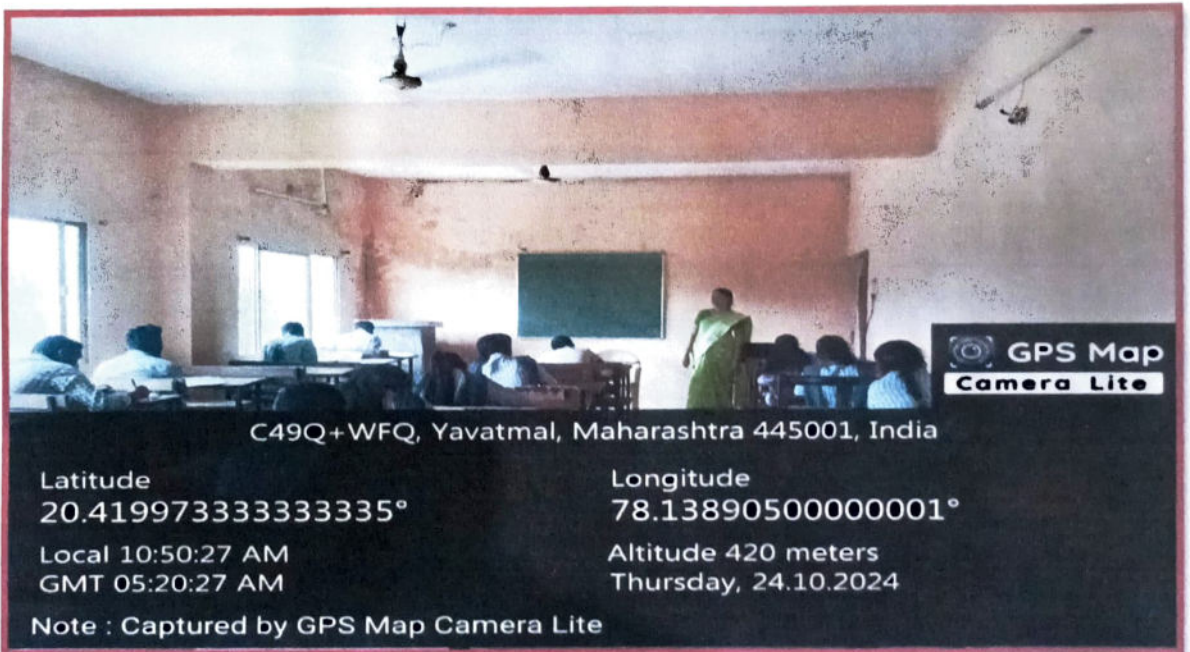 GPS Map
Camera Lite
C49Q+WFQ, Yavatmal, Maharashtra 445001, India
Latitude
20.419973333333335°
Longitude
78.13890500000001°
Local 10:50:27 AM
GMT 05:20:27 AM
Altitude 420 meters
Thursday, 24.10.2024
Note : Captured by GPS Map Camera Lite